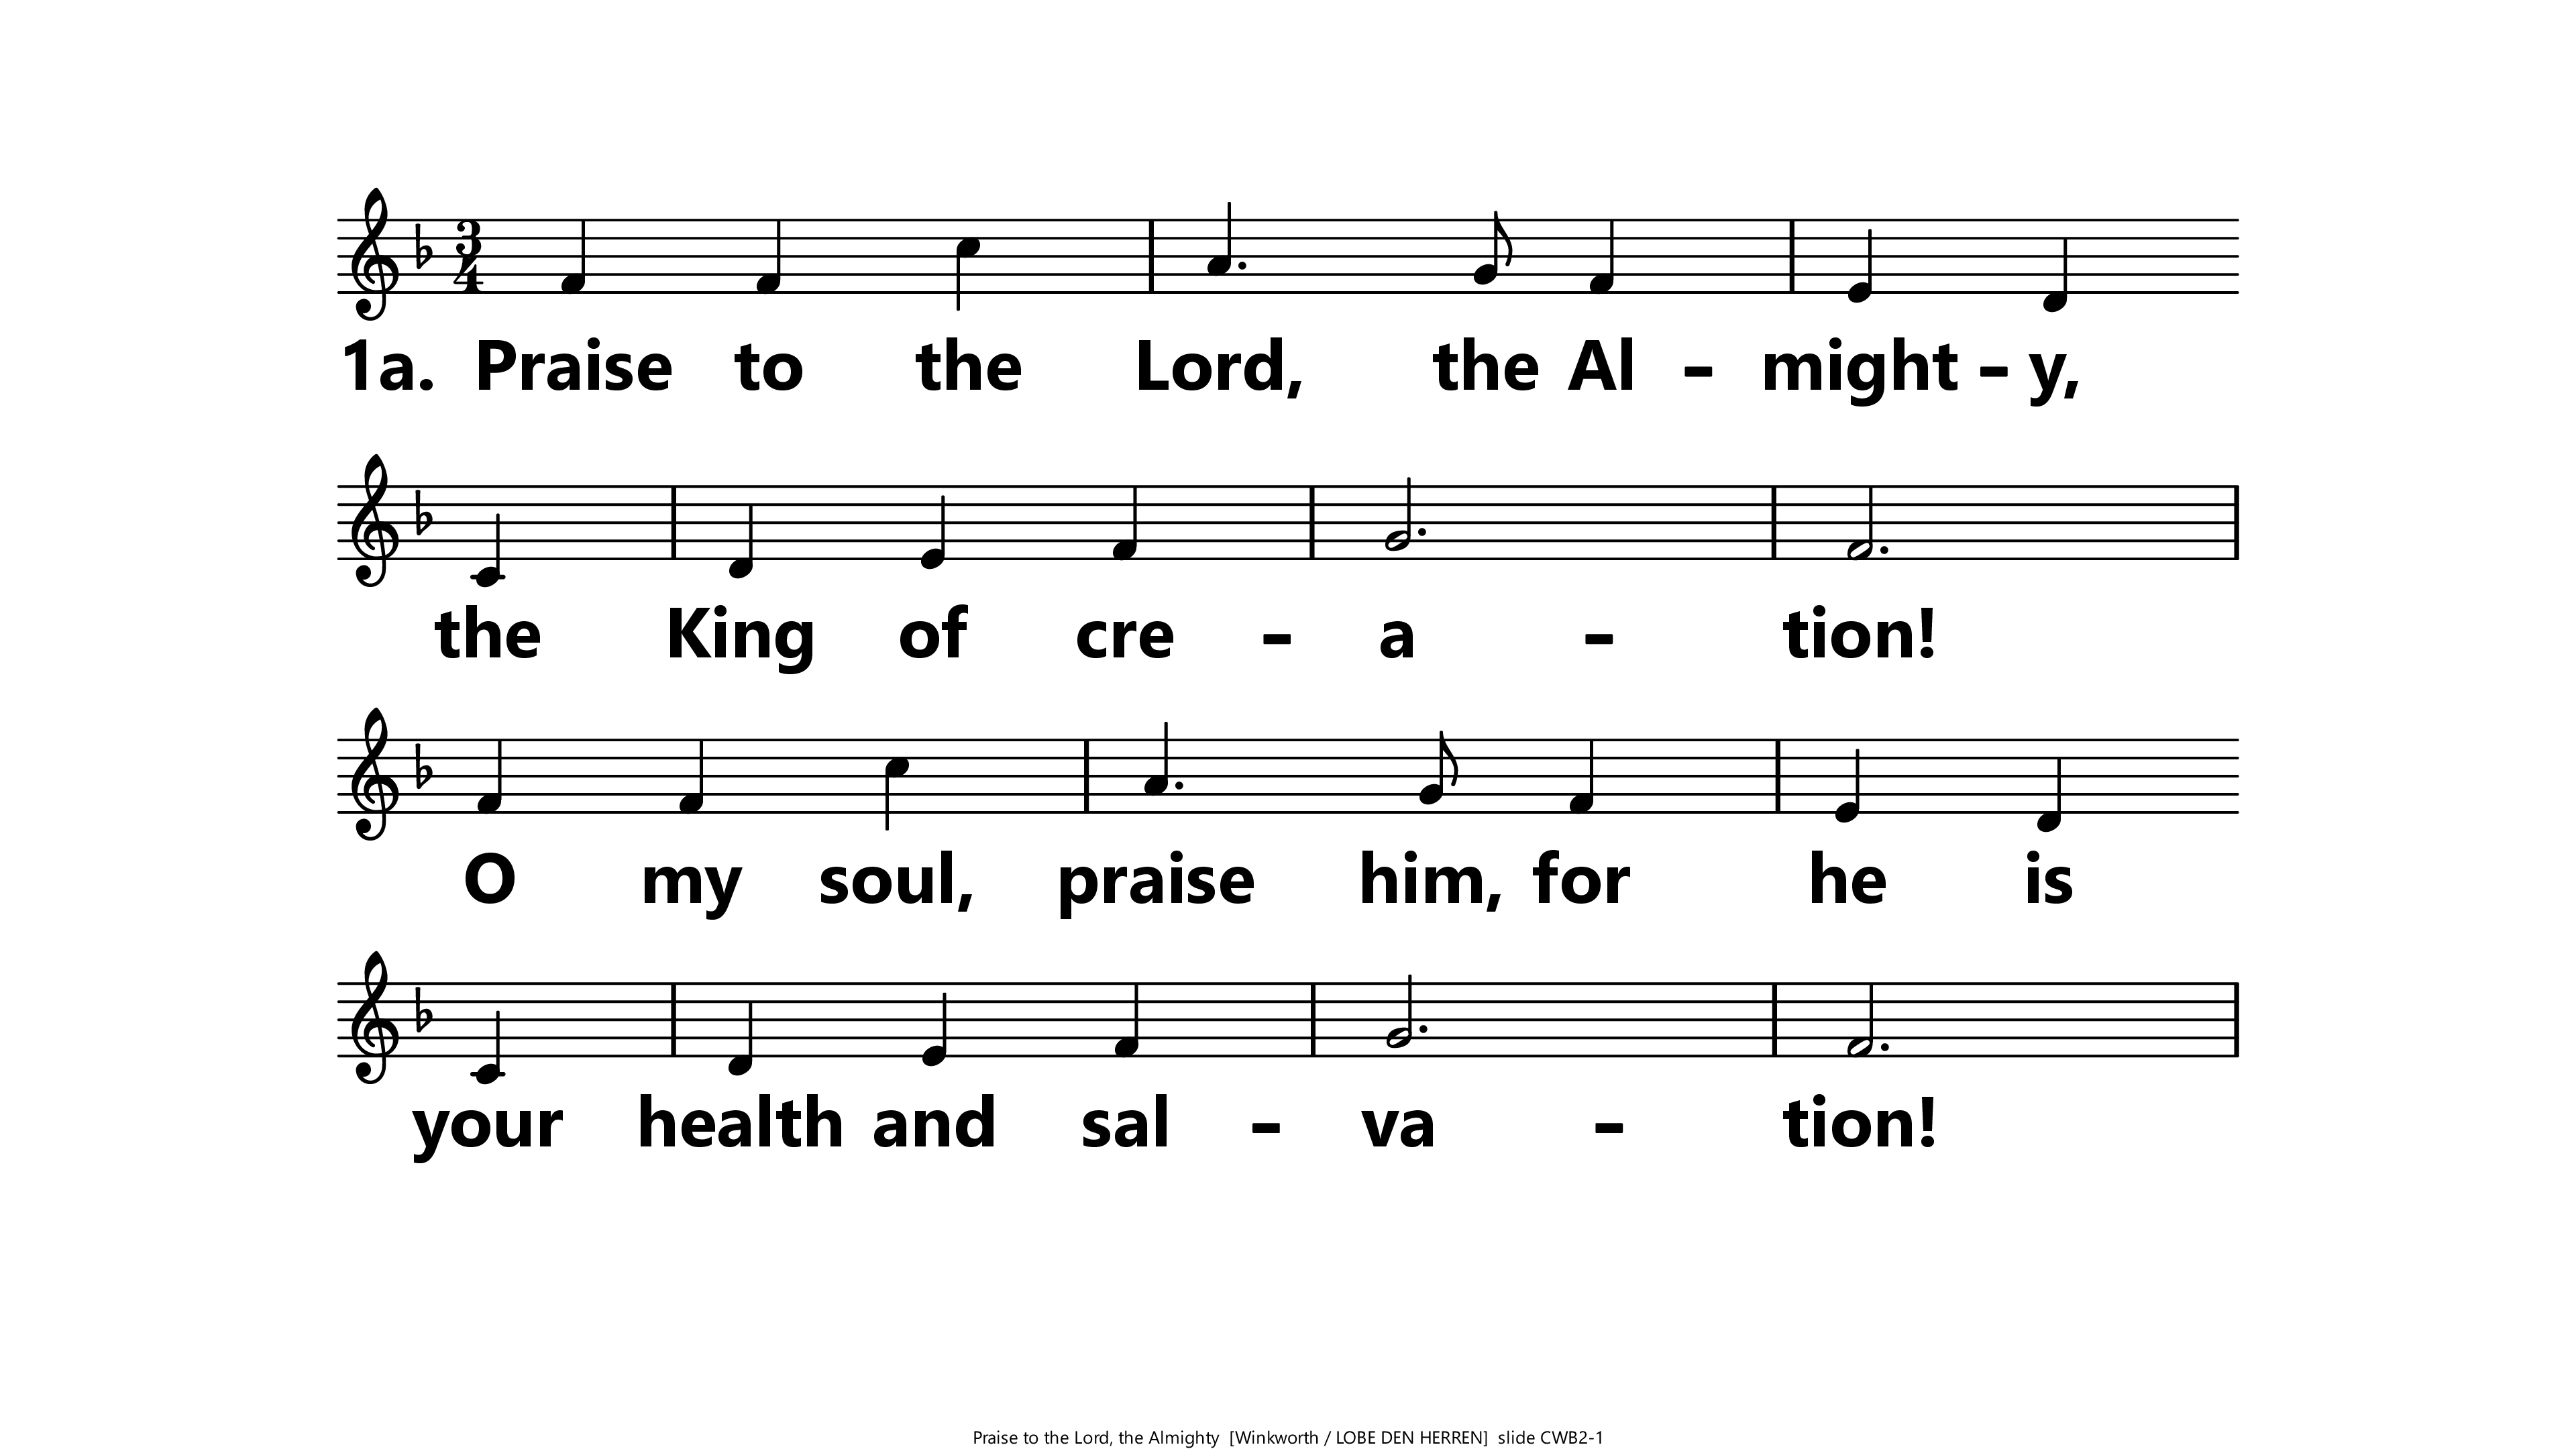 3
4
1a. Praise to the Lord, the Al - might - y,
the King of cre - a - tion!
O my soul, praise him, for he is
your health and sal - va - tion!
Praise to the Lord, the Almighty [Winkworth / LOBE DEN HERREN] slide CWB2-1